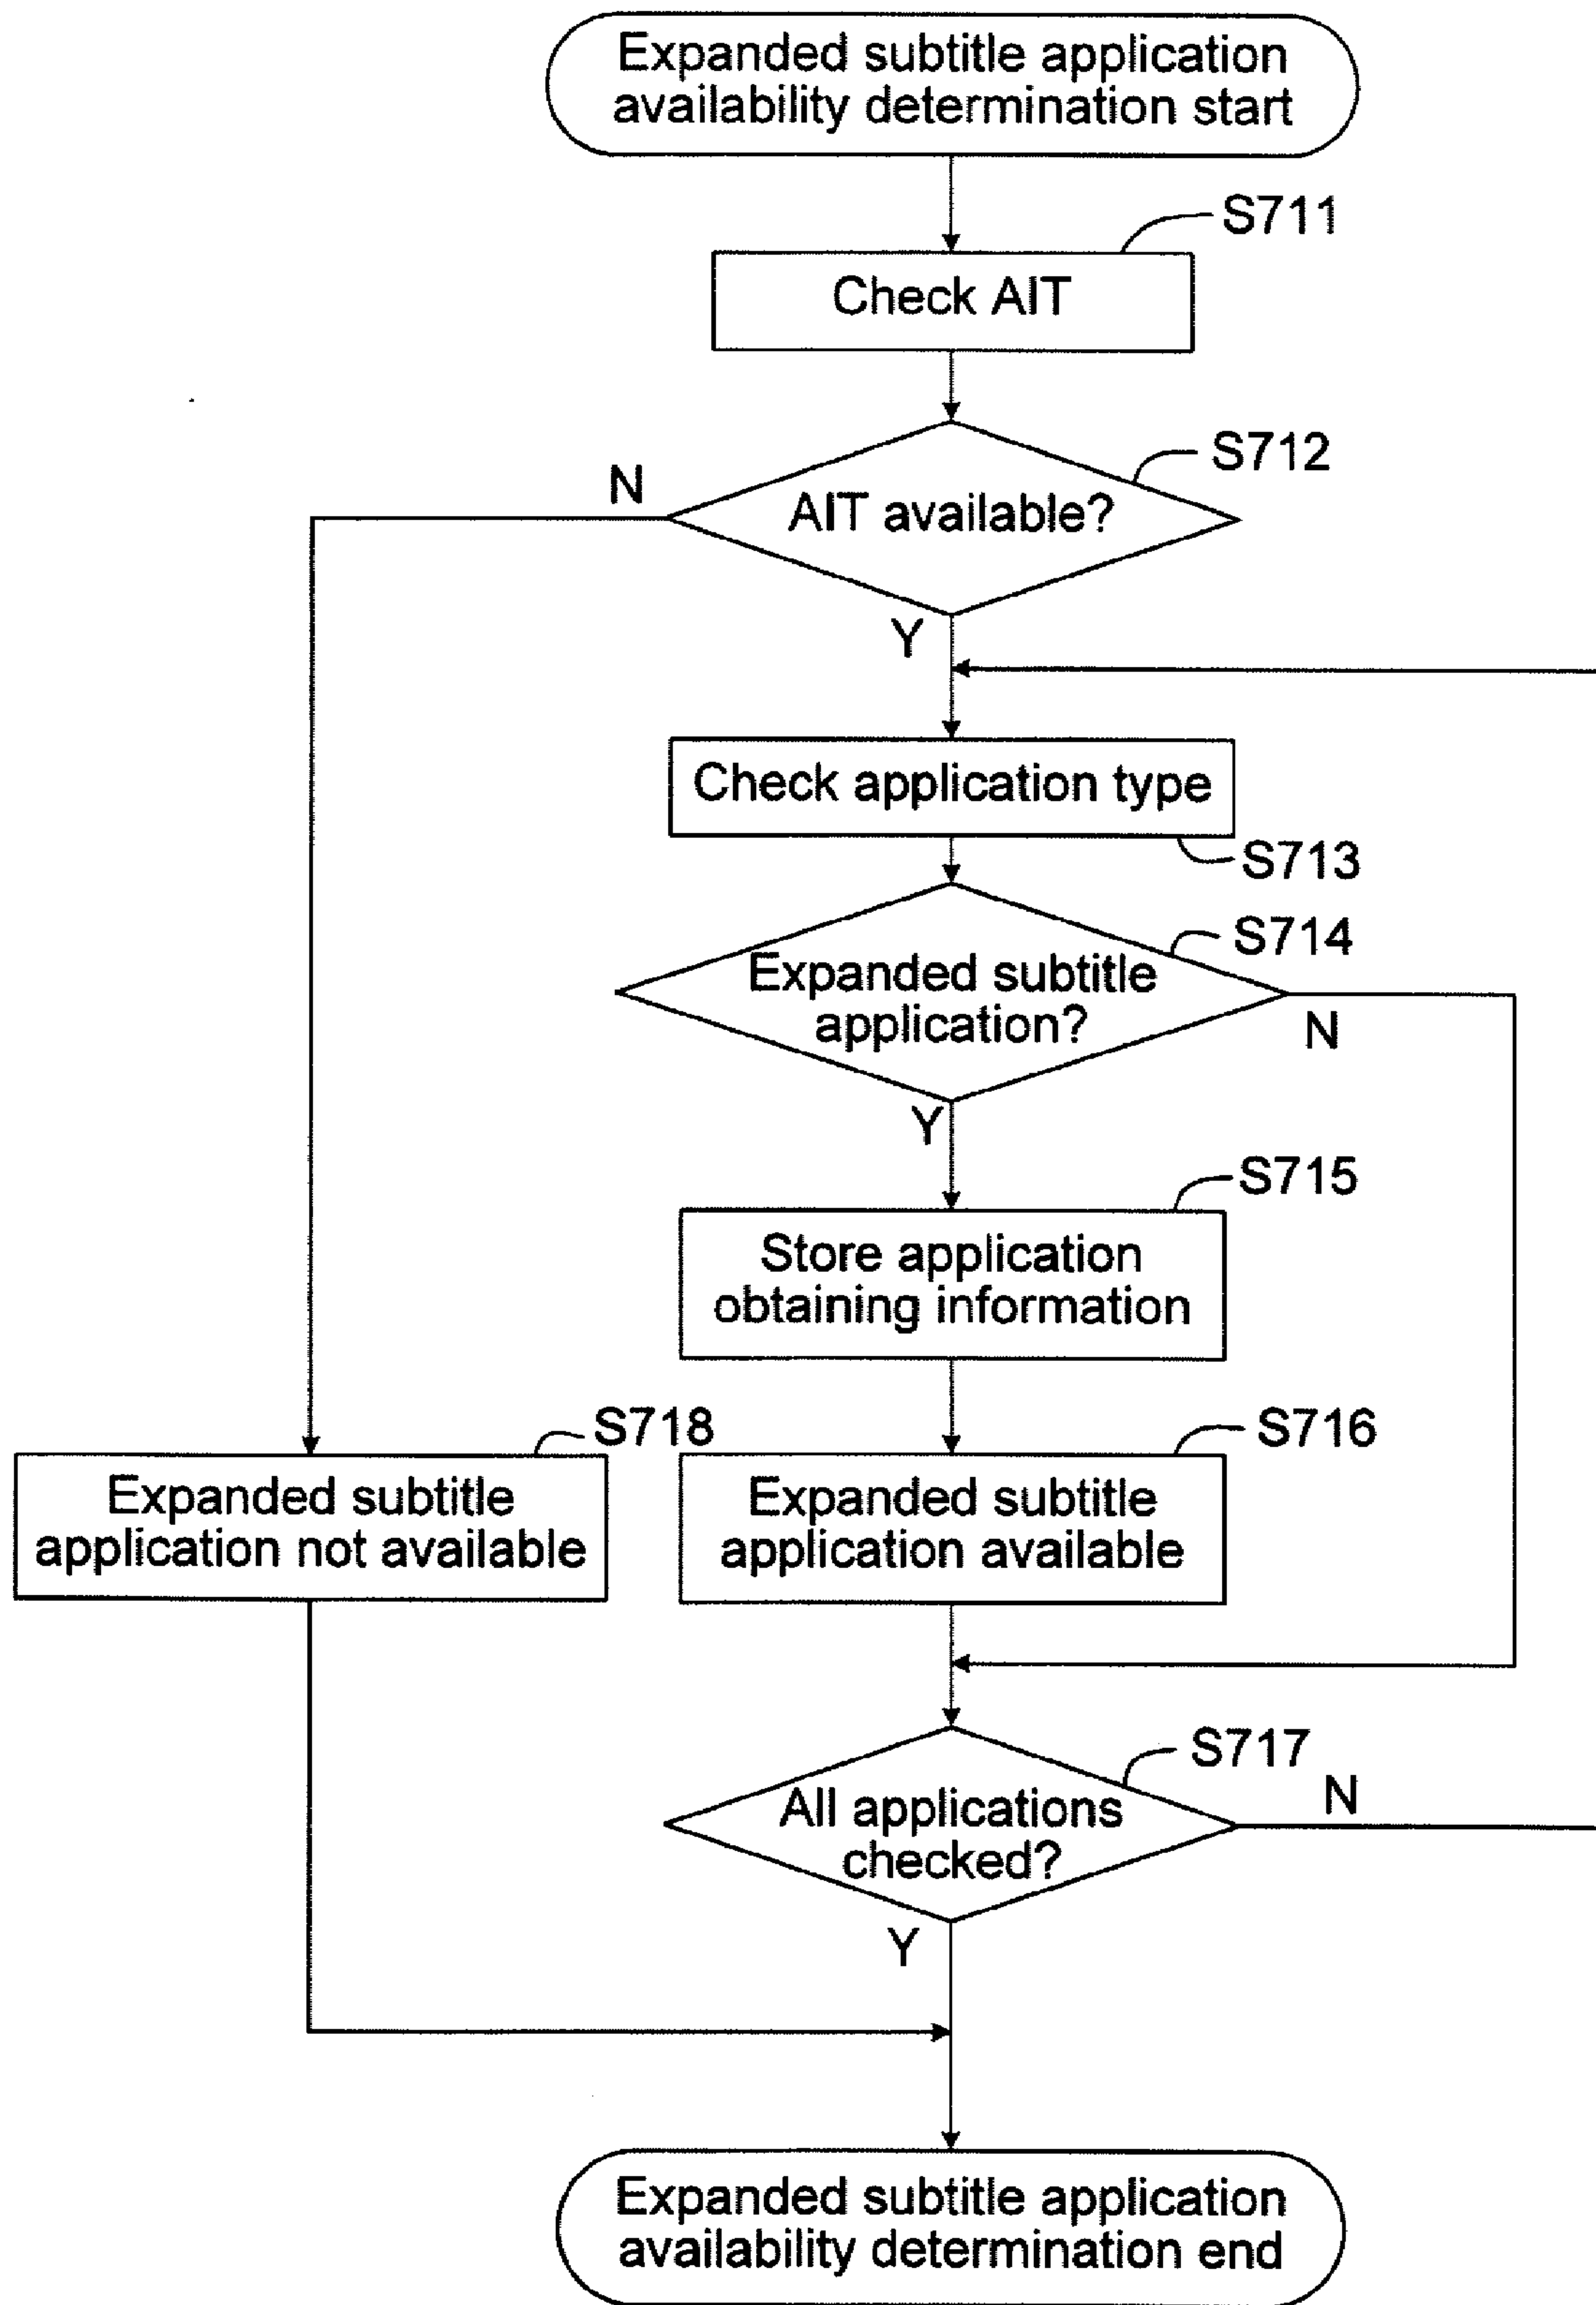 Expanded subtitle application
availability determination start
S711
Check AIT
S712
N
AIT available?
Y
Check application type
S713
S714
Expanded subtitle
application?
N
Y
S715
Store application
obtaining information
S718
S716
Expanded subtitle
application not available
Expanded subtitle
application available
S717
All applications
checked?
N
Y
Expanded subtitle application
availability determination end